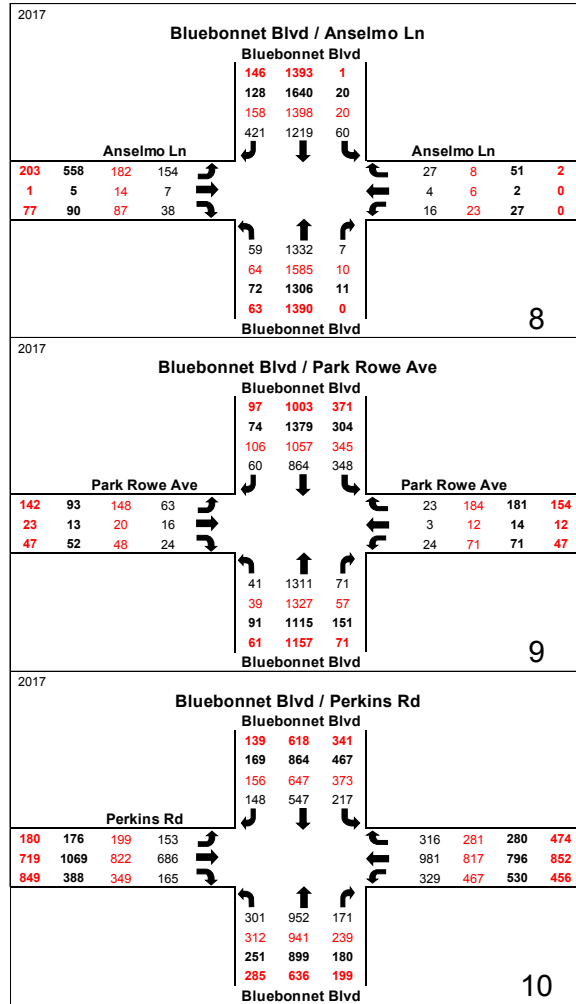 2017
Bluebonnet Blvd / Anselmo Ln
Bluebonnet Blvd
146 1393 1
128 1640 20
158 1398 20
421 1219 60
Anselmo Ln Anselmo Ln
203 558 182 154 27 8 51 2
1 5 14 7 4 6 2 0
77 90 87 38 16 23 27 0
59 1332 7
64 1585 10
72 1306 11
63 1390 0
Bluebonnet Blvd
8
2017
Bluebonnet Blvd / Park Rowe Ave
Bluebonnet Blvd
97 1003 371
74 1379 304
106 1057 345
60 864 348
Park Rowe Ave Park Rowe Ave
142 93 148 63 23 184 181 154
23 13 20 16 3 12 14 12
47 52 48 24 24 71 71 47
41 1311 71
39 1327 57
91 1115 151
61 1157 71
Bluebonnet Blvd
9
2017
Bluebonnet Blvd / Perkins Rd
Bluebonnet Blvd
139 618 341
169 864 467
156 647 373
148 547 217
Perkins Rd
180 176 199 153 316 281 280 474
719 1069 822 686 981 817 796 852
849 388 349 165 329 467 530 456
301 952 171
312 941 239
251 899 180
285 636 199
Bluebonnet Blvd
10